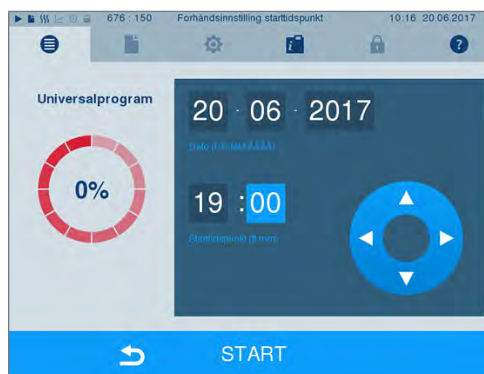 676 : 150 Forhåndsinnstilling starttidspunkt 10:16 20.06.2017
Universalprogram
20 . 06 . 2017
0%
19 : 00
START